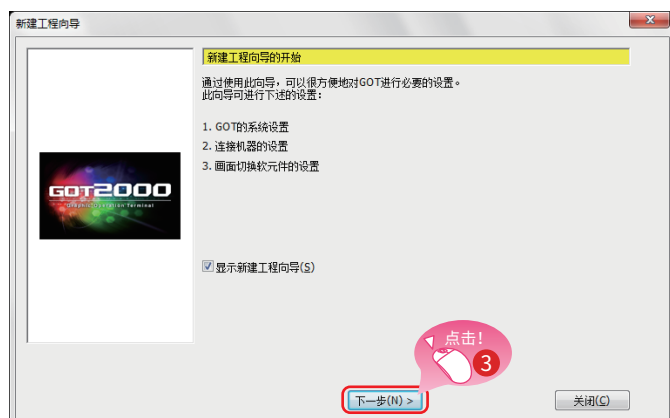 新建工程向导
新建工程向导的开始
通过使用此向导，可以很方便地对GOT进行必要的设置。
此向导可进行下述的设置：
1. GOT的系统设置
2. 连接机器的设置
3. 画面切换软元件的设置
GOT2000
Graphic Operation Terminal
显示新建工程向导(S)
点击!
3
下一步(N) >
关闭(C)